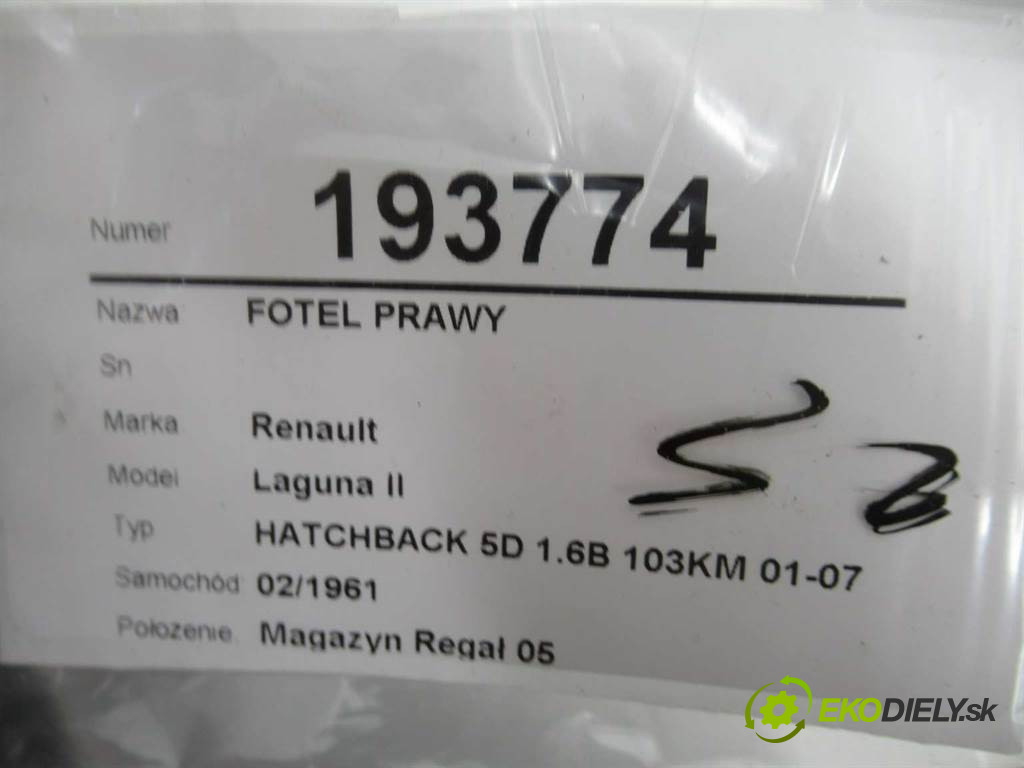 Numer 193774
Nazwa FOTEL PRAWY
Sn
Marka Renault
Model Laguna II
Typ HATCHBACK 5D 1.6B 103KM 01-07
Samochód 02/1961
Położenie Magazyn Regał 05
EKODIELY.sk